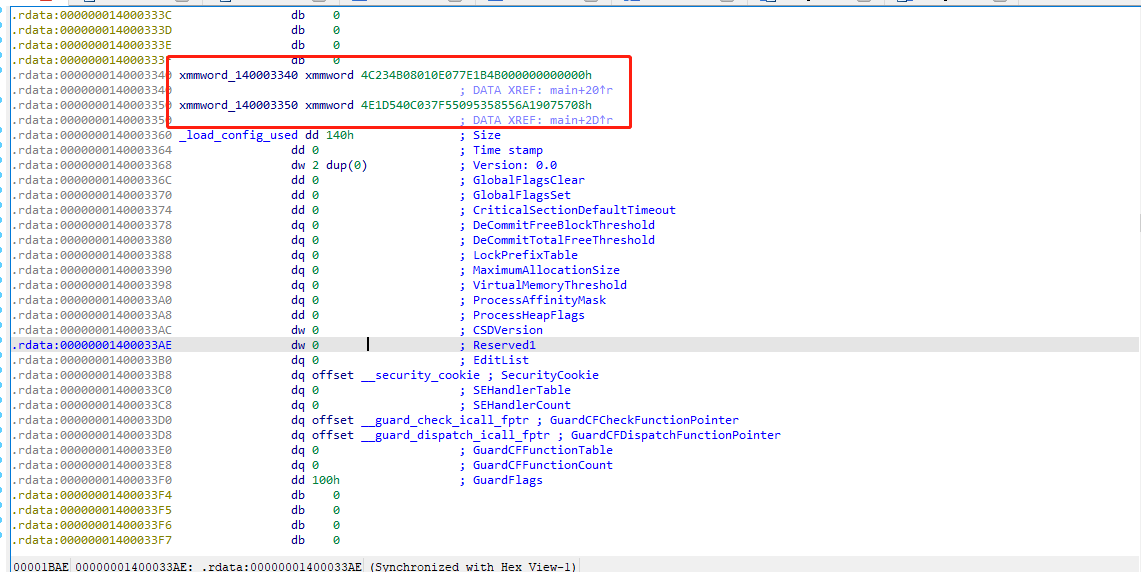 .rdata:000000014000333C db 0
.rdata:000000014000333D db 0
.rdata:000000014000333E db 0
.rdata:000000014000333F db 0
.rdata:0000000140003340 xmmword_140003340 xmmword 4C234B08010E077E1B4B000000000000h
.rdata:0000000140003340 ; DATA XREF: main+20↑r
.rdata:0000000140003350 xmmword_140003350 xmmword 4E1D540C037F55095358556A19075708h
.rdata:0000000140003350 ; DATA XREF: main+2D↑r
.rdata:0000000140003360 _load_config_used dd 140h ; Size
.rdata:0000000140003364 dd 0 ; Time stamp
.rdata:0000000140003368 dw 2 dup(0) ; Version: 0.0
.rdata:000000014000336C dd 0 ; GlobalFlagsClear
.rdata:0000000140003370 dd 0 ; GlobalFlagsSet
.rdata:0000000140003374 dd 0 ; CriticalSectionDefaultTimeout
.rdata:0000000140003378 dq 0 ; DeCommitFreeBlockThreshold
.rdata:0000000140003380 dq 0 ; DeCommitTotalFreeThreshold
.rdata:0000000140003388 dq 0 ; LockPrefixTable
.rdata:0000000140003390 dq 0 ; MaximumAllocationSize
.rdata:0000000140003398 dq 0 ; VirtualMemoryThreshold
.rdata:00000001400033A0 dq 0 ; ProcessAffinityMask
.rdata:00000001400033A8 dd 0 ; ProcessHeapFlags
.rdata:00000001400033AC dw 0 ; CSDVersion
.rdata:00000001400033AE dw 0 ; Reserved1
.rdata:00000001400033B0 dq 0 ; EditList
.rdata:00000001400033B8 dq offset __security_cookie ; SecurityCookie
.rdata:00000001400033C0 dq 0 ; SEHandlerTable
.rdata:00000001400033C8 dq 0 ; SEHandlerCount
.rdata:00000001400033D0 dq offset __guard_check_icall_fptr ; GuardCFCheckFunctionPointer
.rdata:00000001400033D8 dq offset __guard_dispatch_icall_fptr ; GuardCFDispatchFunctionPointer
.rdata:00000001400033E0 dq 0 ; GuardCFFunctionTable
.rdata:00000001400033E8 dq 0 ; GuardCFFunctionCount
.rdata:00000001400033F0 dd 100h ; GuardFlags
.rdata:00000001400033F4 db 0
.rdata:00000001400033F5 db 0
.rdata:00000001400033F6 db 0
.rdata:00000001400033F7 db 0
00001BAE 00000001400033AE: .rdata:00000001400033AE (Synchronized with Hex View-1)